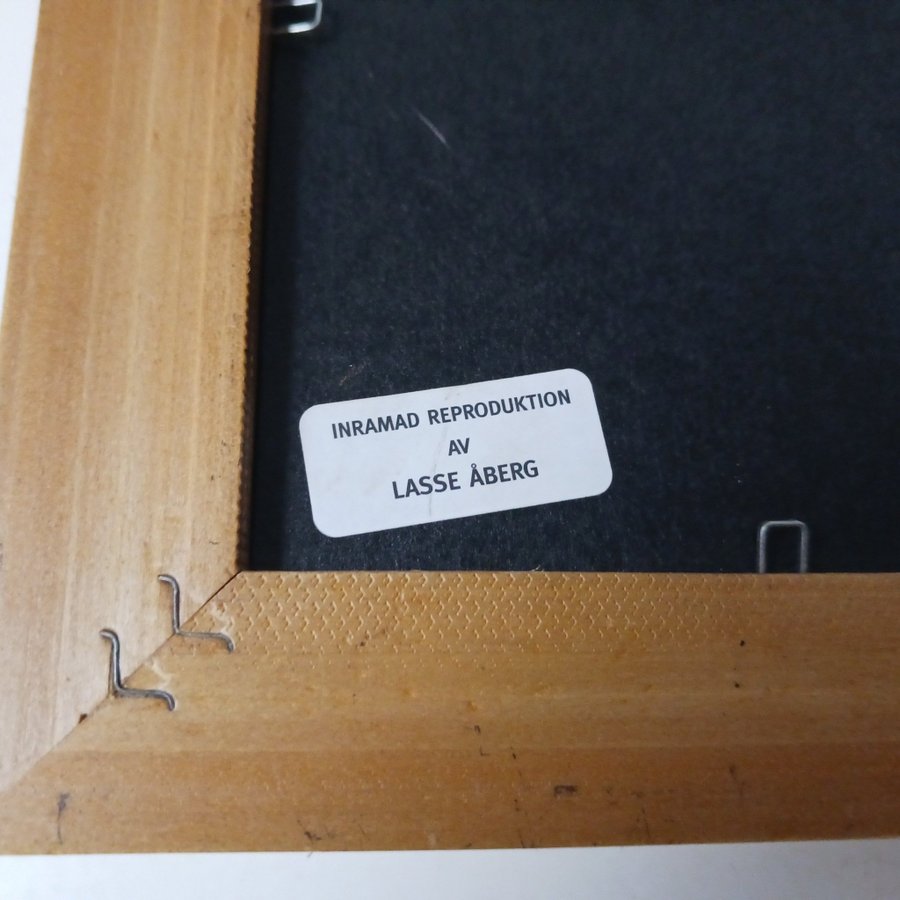 INRAMAD REPRODUKTION
AV
LASSE ÅBERG